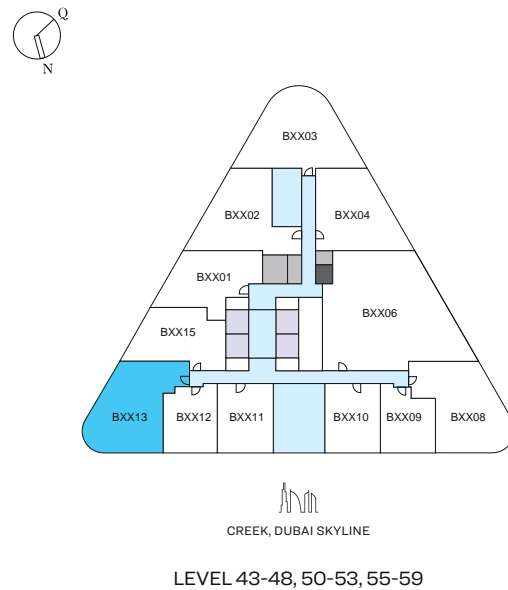 Q
N
BXX03
BXX02
BXX04
BXX01
BXX06
BXX15
BXX13
BXX12
BXX11
BXX10
BXX09
BXX08
CREEK, DUBAI SKYLINE
LEVEL 43-48, 50-53, 55-59